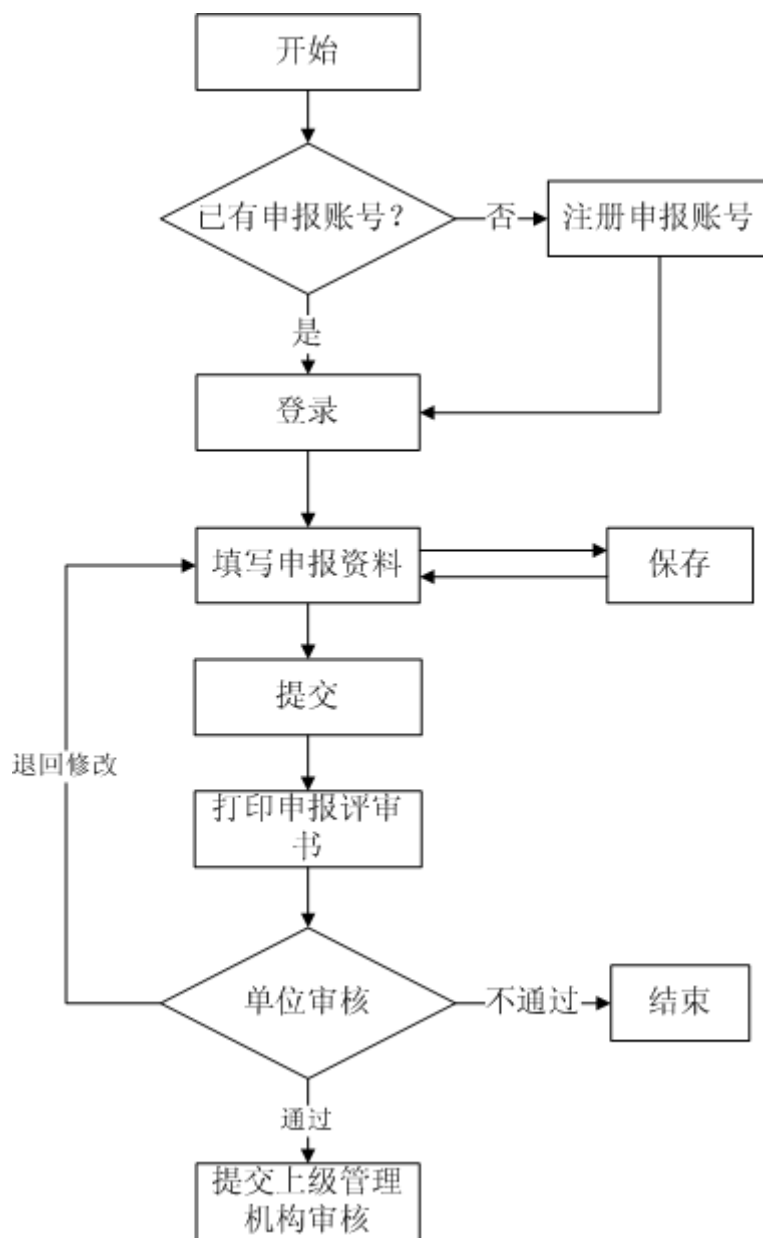 开始
已有申报账号？
否
注册申报账号
是
登录
填写申报资料
保存
提交
退回修改
打印申报评审
书
单位审核
不通过
结束
通过
提交上级管理
机构审核